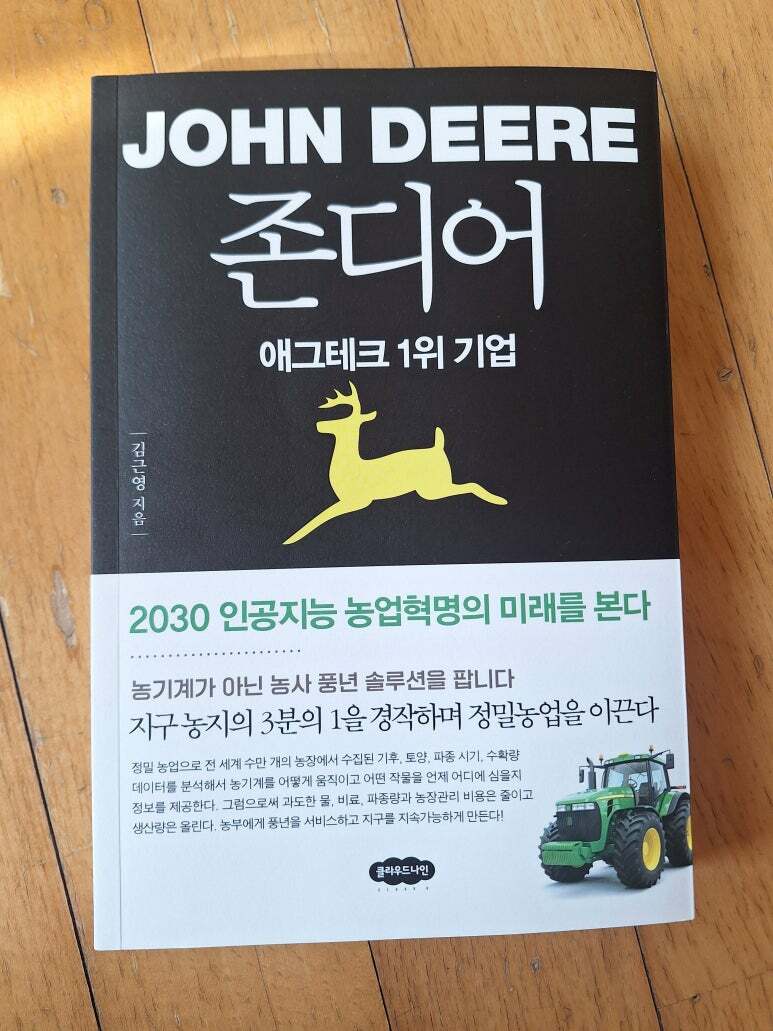 JOHN DEERE
존디어
애그테크 1위 기업
김근영 지음
2030 인공지능 농업혁명의 미래를 본다
농기계가 아닌 농사 풍년 솔루션을 팝니다
지구 농지의 3분의 1을 경작하며 정밀농업을 이끈다
정밀 농업으로 전 세계 수만 개의 농장에서 수집된 기후, 토양, 파종 시기, 수확량
데이터를 분석해서 농기계를 어떻게 움직이고 어떤 작물을 언제 어디에 심을지
정보를 제공한다. 그럼으로써 과도한 물, 비료, 파종량과 농장관리 비용은 줄이고
생산량은 올린다. 농부에게 풍년을 서비스하고 지구를 지속가능하게 만든다!
클라우드나인